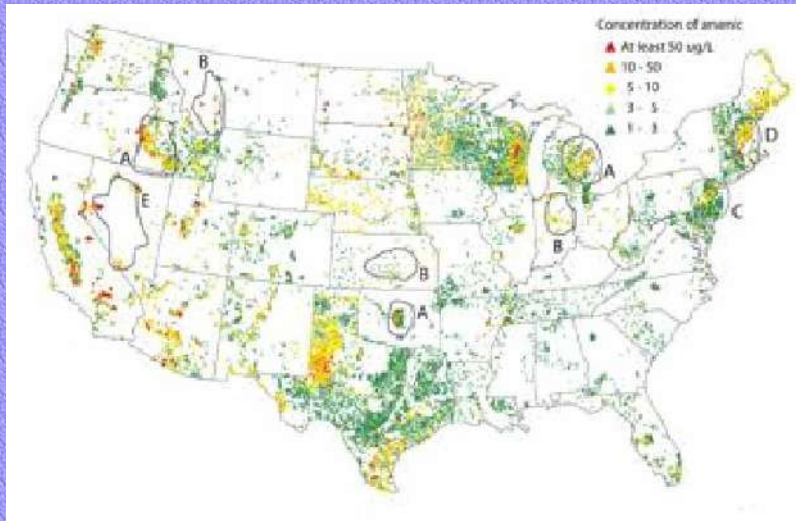 Concentration of arsenic
At least 50 ug/L
10 - 50
5 - 10
3 - 5
1 - 3
B
A
D
A
E
C
B
B
A